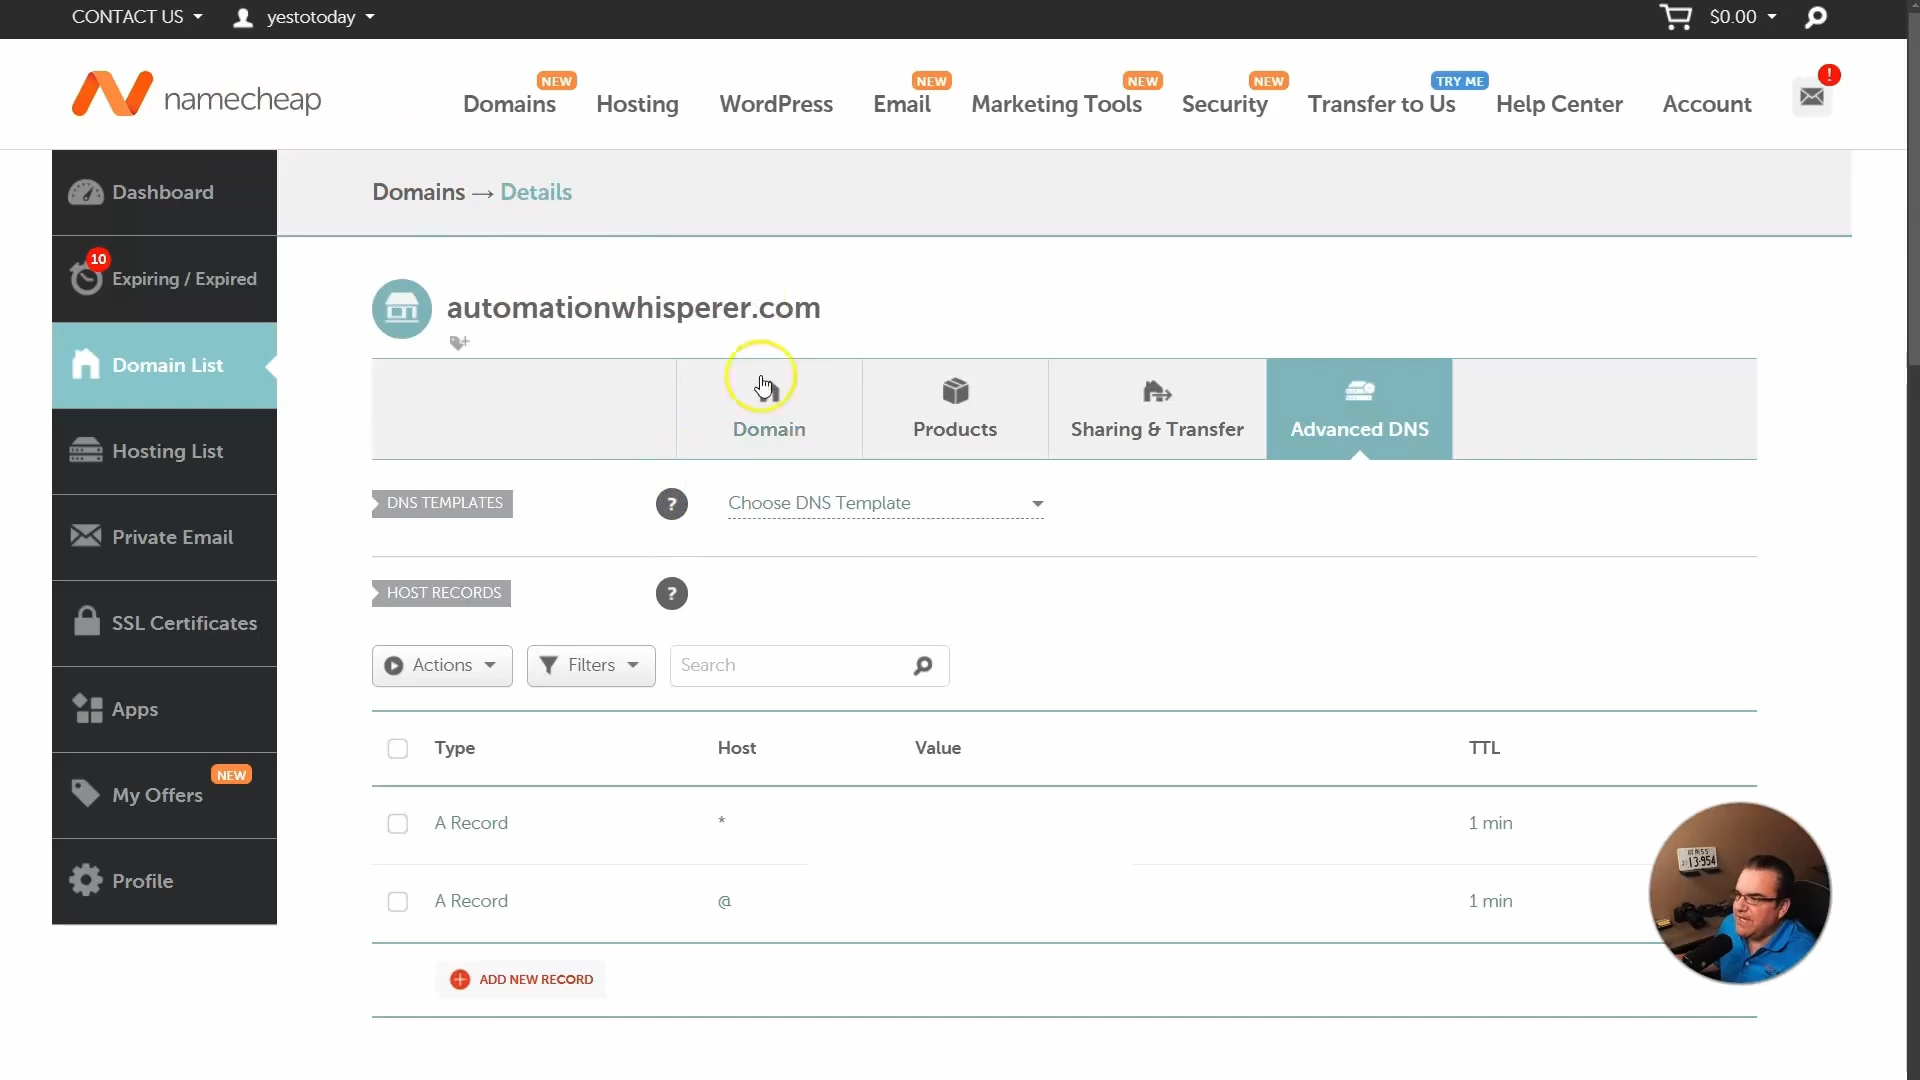 CONTACT US
yestotoday
$0.00
namecheap
Domains NEW
Hosting
WordPress
Email NEW
Marketing Tools NEW
Security NEW
Transfer to Us TRY ME
Help Center
Account
!
Dashboard
10
Expiring / Expired
Domain List
Hosting List
Private Email
SSL Certificates
Apps
My Offers NEW
Profile
Domains → Details
automationwhisperer.com
Domain
Products
Sharing & Transfer
Advanced DNS
DNS TEMPLATES ? Choose DNS Template
HOST RECORDS ?
Actions Filters Search
Type Host Value TTL
A Record * 1 min
A Record @ 1 min
ADD NEW RECORD
13-954